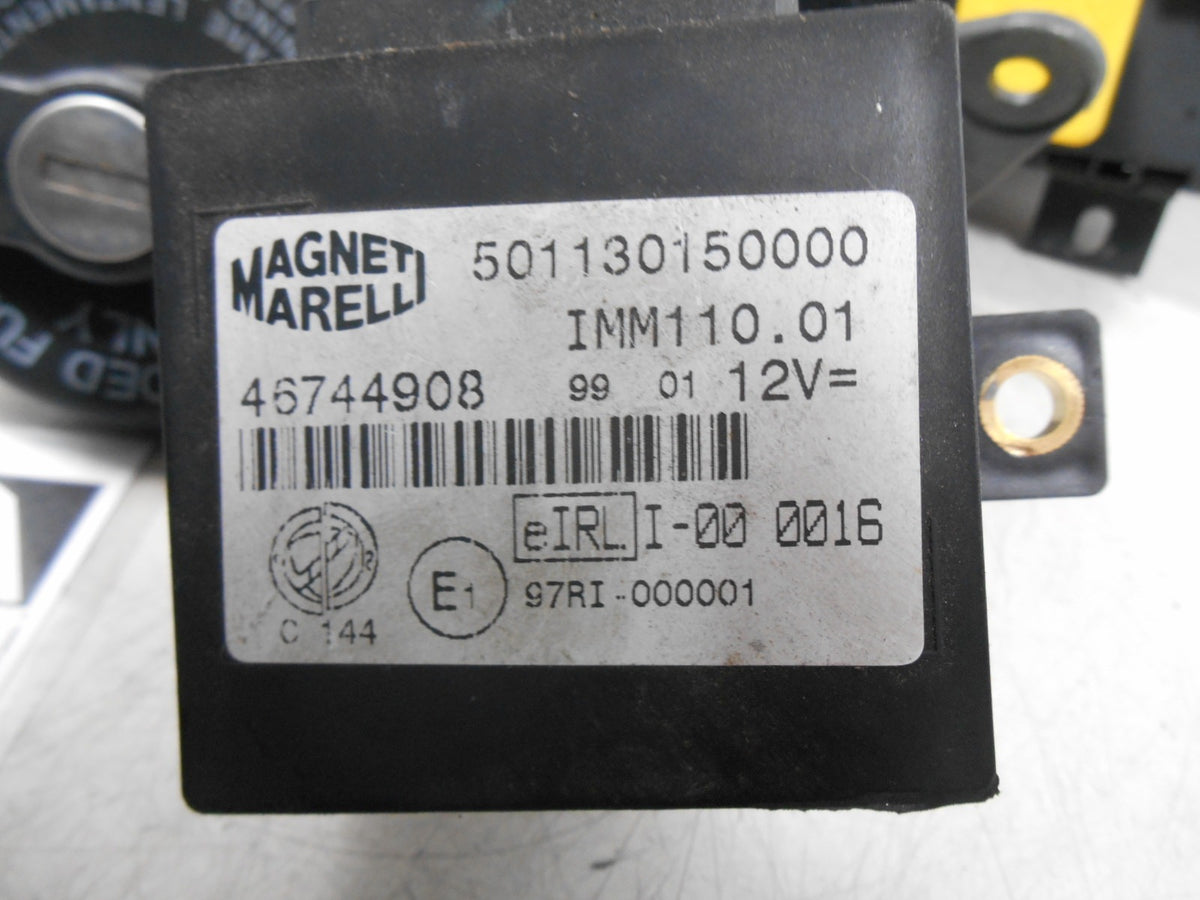 MAGNETI
MARELLI
501130150000
IMM110.01
46744908 99 01 12V=
eIRL I-00 0016
E1 97RI-000001
C 144